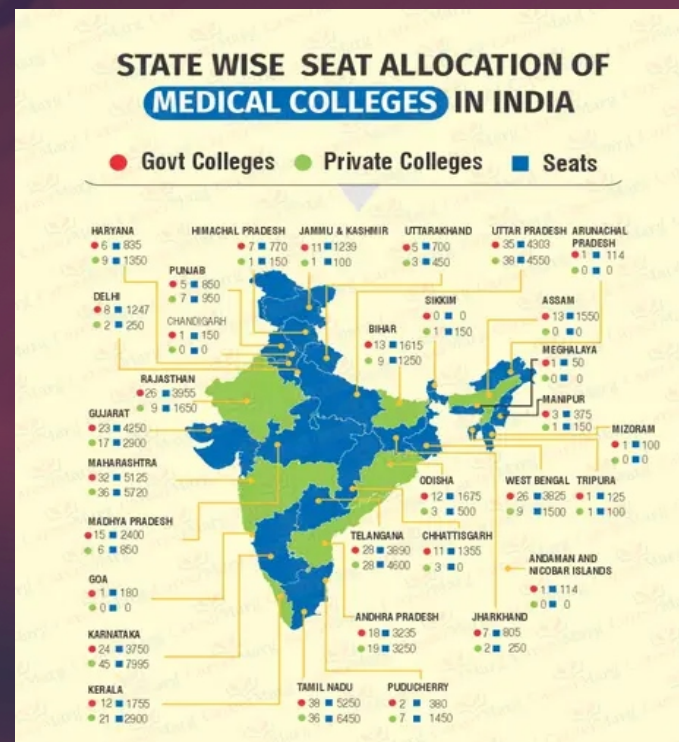 STATE WISE SEAT ALLOCATION OF
MEDICAL COLLEGES IN INDIA
Govt Colleges Private Colleges Seats
HARYANA
6 835
9 1350
HIMACHAL PRADESH
7 770
1 150
JAMMU & KASHMIR
11 1239
1 100
UTTARAKHAND
5 700
3 450
UTTAR PRADESH
35 4303
38 4550
ARUNACHAL
PRADESH
1 114
0 0
PUNJAB
5 850
7 950
DELHI
8 1247
2 250
CHANDIGARH
1 150
0 0
SIKKIM
0 0
1 150
ASSAM
13 1550
0 0
BIHAR
13 1615
9 1250
MEGHALAYA
1 50
0 0
RAJASTHAN
26 3955
9 1650
MANIPUR
3 375
1 150
GUJARAT
23 4250
17 2900
MIZORAM
1 100
0 0
MAHARASHTRA
32 5125
36 5720
ODISHA
12 1675
3 500
WEST BENGAL
26 3825
9 1500
TRIPURA
1 125
1 100
MADHYA PRADESH
15 2400
6 850
TELANGANA
28 3890
28 4600
CHHATTISGARH
11 1355
3 0
ANDAMAN AND
NICOBAR ISLANDS
1 114
0 0
GOA
1 180
0 0
ANDHRA PRADESH
18 3235
19 3250
JHARKHAND
7 805
2 250
KARNATAKA
24 3750
45 7995
KERALA
12 1755
21 2900
TAMIL NADU
38 5250
36 6450
PUDUCHERRY
2 380
7 1450